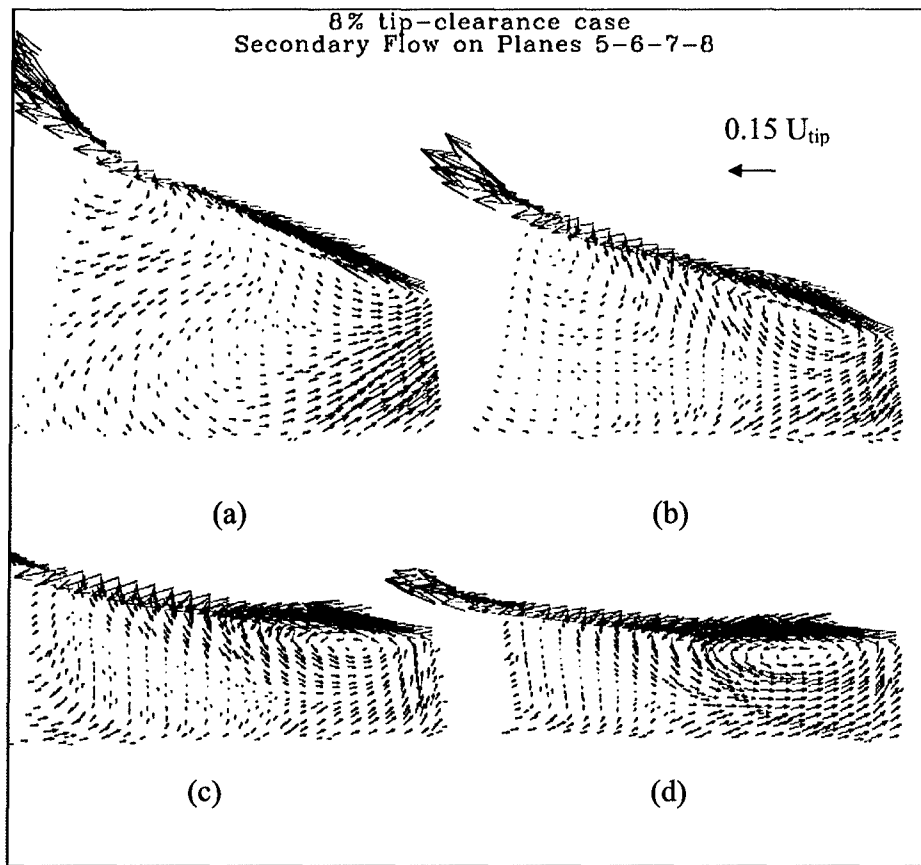 8% tip-clearance case
Secondary Flow on Planes 5-6-7-8
0.15 U_tip
(a)
(b)
(c)
(d)